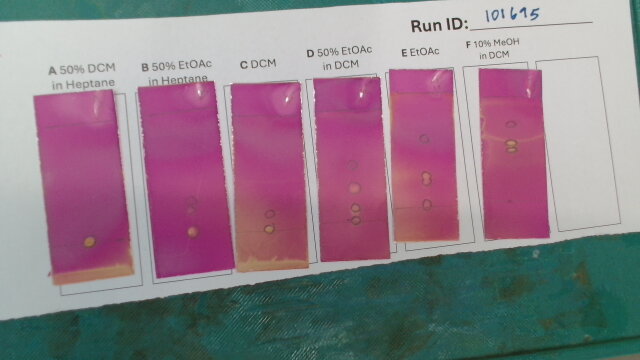 Run ID: 101695
A 50% DCM
in Heptane
B 50% EtOAc
in Heptane
C DCM
D 50% EtOAc
in DCM
E EtOAc
F 10% MeOH
in DCM